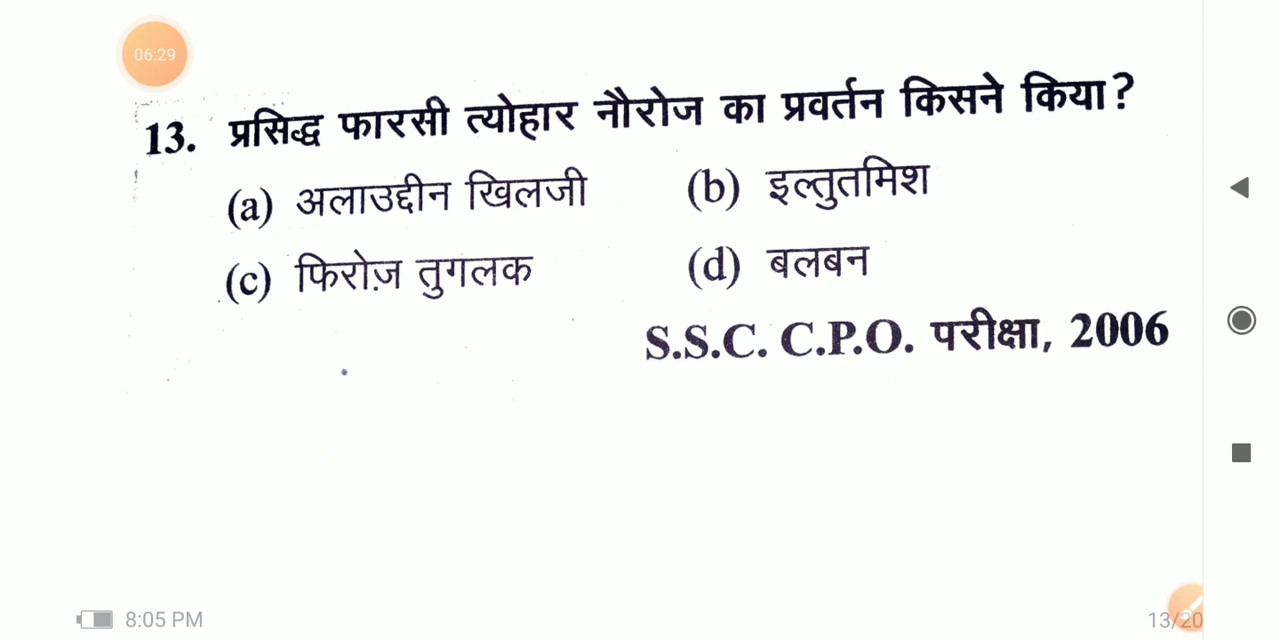 06:29
13. प्रसिद्ध फारसी त्योहार नौरोज का प्रवर्तन किसने किया?
(a) अलाउद्दीन खिलजी (b) इल्तुतमिश
(c) फिरोज़ तुगलक (d) बलबन
S.S.C. C.P.O. परीक्षा, 2006
8:05 PM 13/20